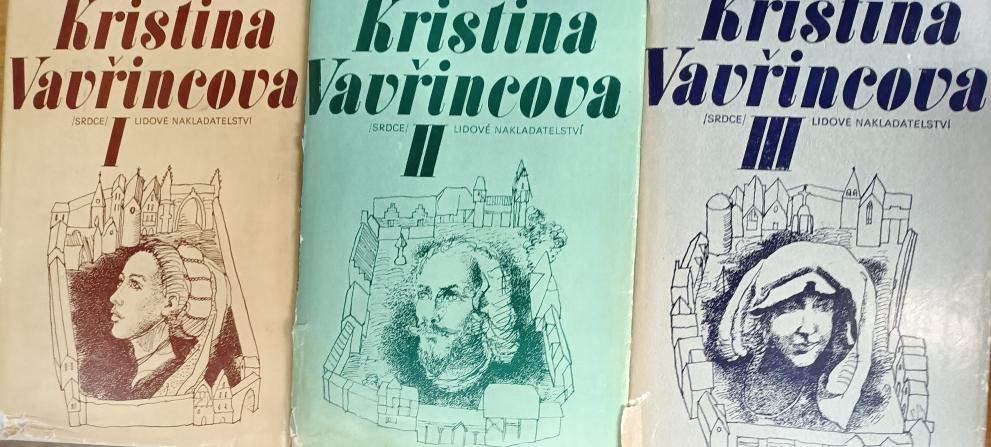 Kristina
Vavřincova
/SRDCE/ LIDOVÉ NAKLADATELSTVÍ
I
Kristina
Vavřincova
/SRDCE/ LIDOVÉ NAKLADATELSTVÍ
II
Kristina
Vavřincova
/SRDCE/ LIDOVÉ NAKLADATELSTVÍ
III